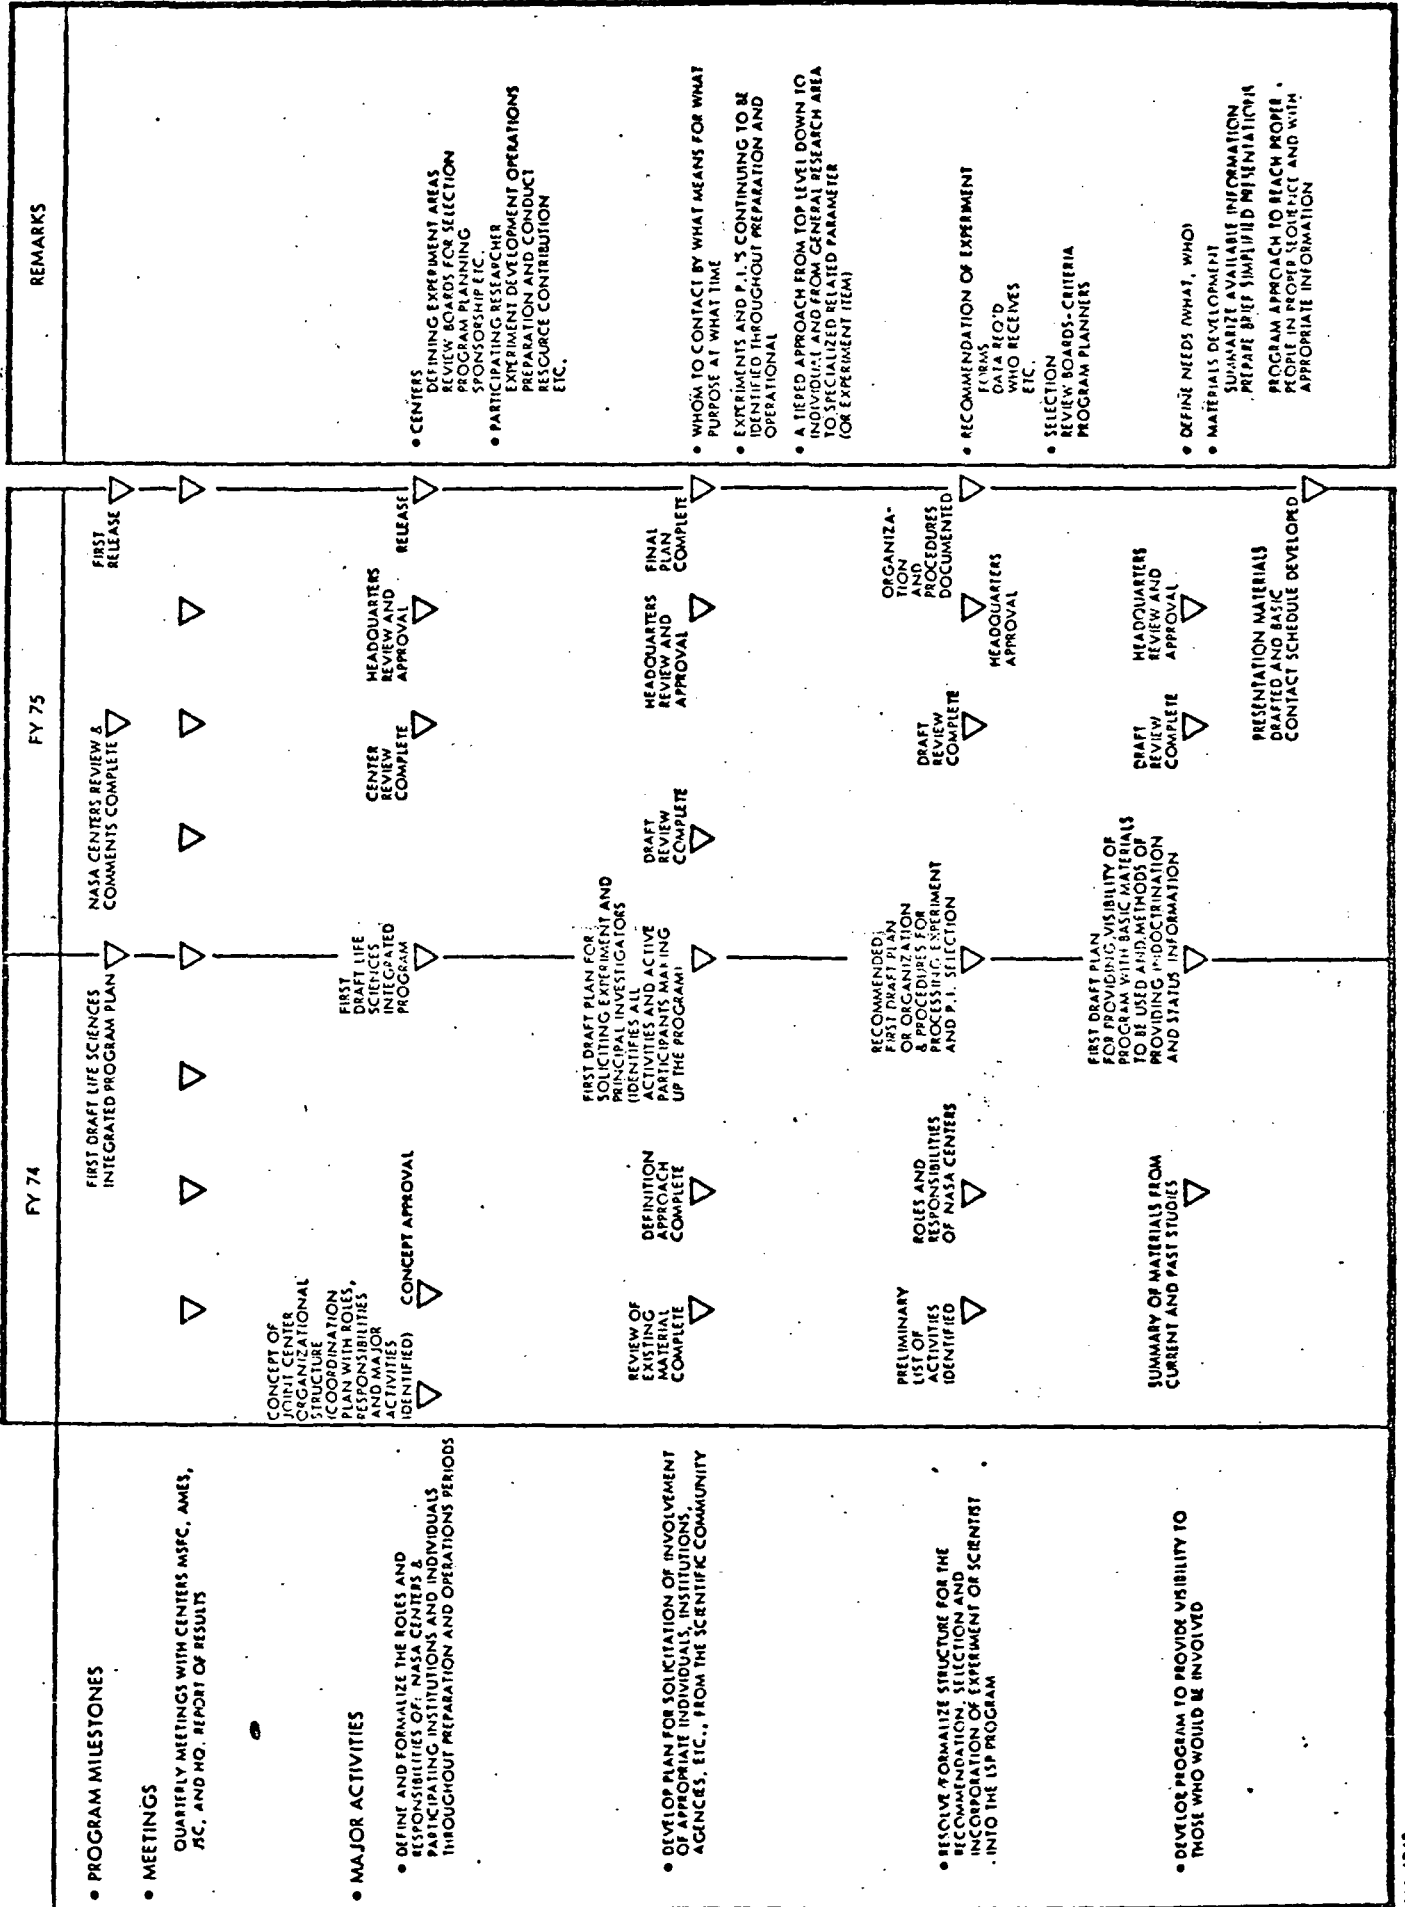 FY 74
FY 75
REMARKS
• PROGRAM MILESTONES
FIRST DRAFT LIFE SCIENCES
INTEGRATED PROGRAM PLAN
NASA CENTERS REVIEW &
COMMENTS COMPLETE
FIRST
RELEASE
• MEETINGS
QUARTERLY MEETINGS WITH CENTERS MSFC, AMES,
JSC, AND HQ. REPORT OF RESULTS
• MAJOR ACTIVITIES
• DEFINE AND FORMALIZE THE ROLES AND
RESPONSIBILITIES OF: NASA CENTERS &
PARTICIPATING INSTITUTIONS AND INDIVIDUALS
THROUGHOUT PREPARATION AND OPERATIONS PERIODS
CONCEPT OF
JOINT CENTER
ORGANIZATIONAL
STRUCTURE
(COORDINATION
PLAN WITH ROLES,
RESPONSIBILITIES
AND MAJOR
ACTIVITIES
IDENTIFIED)
CONCEPT APPROVAL
FIRST
DRAFT LIFE
SCIENCES
INTEGRATED
PROGRAM
CENTER
REVIEW
COMPLETE
HEADQUARTERS
REVIEW AND
APPROVAL
RELEASE
• CENTERS
DEFINING EXPERIMENT AREAS
REVIEW BOARDS FOR SELECTION
PROGRAM PLANNING
SPONSORSHIP ETC.
• PARTICIPATING RESEARCHER
EXPERIMENT DEVELOPMENT OPERATIONS
PREPARATION AND CONDUCT
RESOURCE CONTRIBUTION
ETC.
• DEVELOP PLAN FOR SOLICITATION OF INVOLVEMENT
OF APPROPRIATE INDIVIDUALS, INSTITUTIONS,
AGENCIES, ETC., FROM THE SCIENTIFIC COMMUNITY
REVIEW OF
EXISTING
MATERIAL
COMPLETE
DEFINITION
APPROACH
COMPLETE
FIRST DRAFT PLAN FOR
SOLICITING EXPERIMENT AND
PRINCIPAL INVESTIGATORS
(IDENTIFIES ALL
ACTIVITIES AND ACTIVE
PARTICIPANTS MAKING
UP THE PROGRAM)
DRAFT
REVIEW
COMPLETE
HEADQUARTERS
REVIEW AND
APPROVAL
FINAL
PLAN
COMPLETE
• WHOM TO CONTACT BY WHAT MEANS FOR WHAT
PURPOSE AT WHAT TIME
• EXPERIMENTS AND P.I.'S CONTINUING TO BE
IDENTIFIED THROUGHOUT PREPARATION AND
OPERATIONAL
• A TIERED APPROACH FROM TOP LEVEL DOWN TO
INDIVIDUAL AND FROM GENERAL RESEARCH AREA
TO SPECIALIZED RELATED PARAMETER
(OR EXPERIMENT ITEM)
• RESOLVE/FORMALIZE STRUCTURE FOR THE
RECOMMENDATION, SELECTION AND
INCORPORATION OF EXPERIMENT OR SCIENTIST
INTO THE LSP PROGRAM
PRELIMINARY
LIST OF
ACTIVITIES
IDENTIFIED
ROLES AND
RESPONSIBILITIES
OF NASA CENTERS
RECOMMENDED;
FIRST DRAFT PLAN
OR ORGANIZATION
& PROCEDURES FOR
PROCESSING EXPERIMENT
AND P.I. SELECTION
DRAFT
REVIEW
COMPLETE
HEADQUARTERS
APPROVAL
ORGANIZA-
TION
AND
PROCEDURES
DOCUMENTED
• RECOMMENDATION OF EXPERIMENT
FORMS
DATA REQ'D
WHO RECEIVES
ETC.
• SELECTION
REVIEW BOARDS-CRITERIA
PROGRAM PLANNERS
• DEVELOP PROGRAM TO PROVIDE VISIBILITY TO
THOSE WHO WOULD BE INVOLVED
SUMMARY OF MATERIALS FROM
CURRENT AND PAST STUDIES
FIRST DRAFT PLAN
FOR PROVIDING VISIBILITY OF
PROGRAM WITH BASIC MATERIALS
TO BE USED AND METHODS OF
PROVIDING INDOCTRINATION
AND STATUS INFORMATION
DRAFT
REVIEW
COMPLETE
HEADQUARTERS
REVIEW AND
APPROVAL
PRESENTATION MATERIALS
DRAFTED AND BASIC
CONTACT SCHEDULE DEVELOPED
• DEFINE NEEDS (WHAT, WHO)
• MATERIALS DEVELOPMENT
SUMMARIZE AVAILABLE INFORMATION
PREPARE BRIEF SIMPLIFIED PRESENTATIONS
PROGRAM APPROACH TO REACH PROPER
PEOPLE IN PROPER SEQUENCE AND WITH
APPROPRIATE INFORMATION